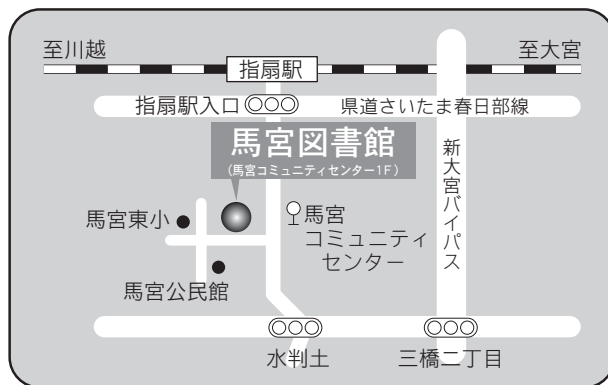 至川越
至大宮
指扇駅
指扇駅入口
県道さいたま春日部線
馬宮図書館
(馬宮コミュニティセンター1F)
新大宮バイパス
馬宮東小
馬宮
コミュニティ
センター
馬宮公民館
水判土
三橋二丁目